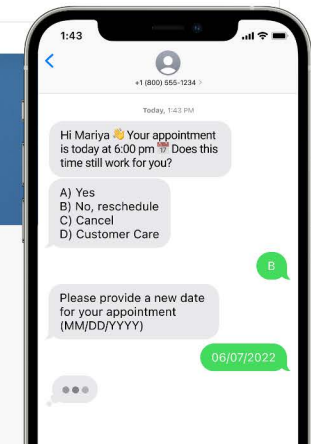 1:43
+1 (800) 555-1234 >
Today, 1:43 PM
Hi Mariya 👋 Your appointment
is today at 6:00 pm 📅 Does this
time still work for you?
A) Yes
B) No, reschedule
C) Cancel
D) Customer Care
B
Please provide a new date
for your appointment
(MM/DD/YYYY)
06/07/2022